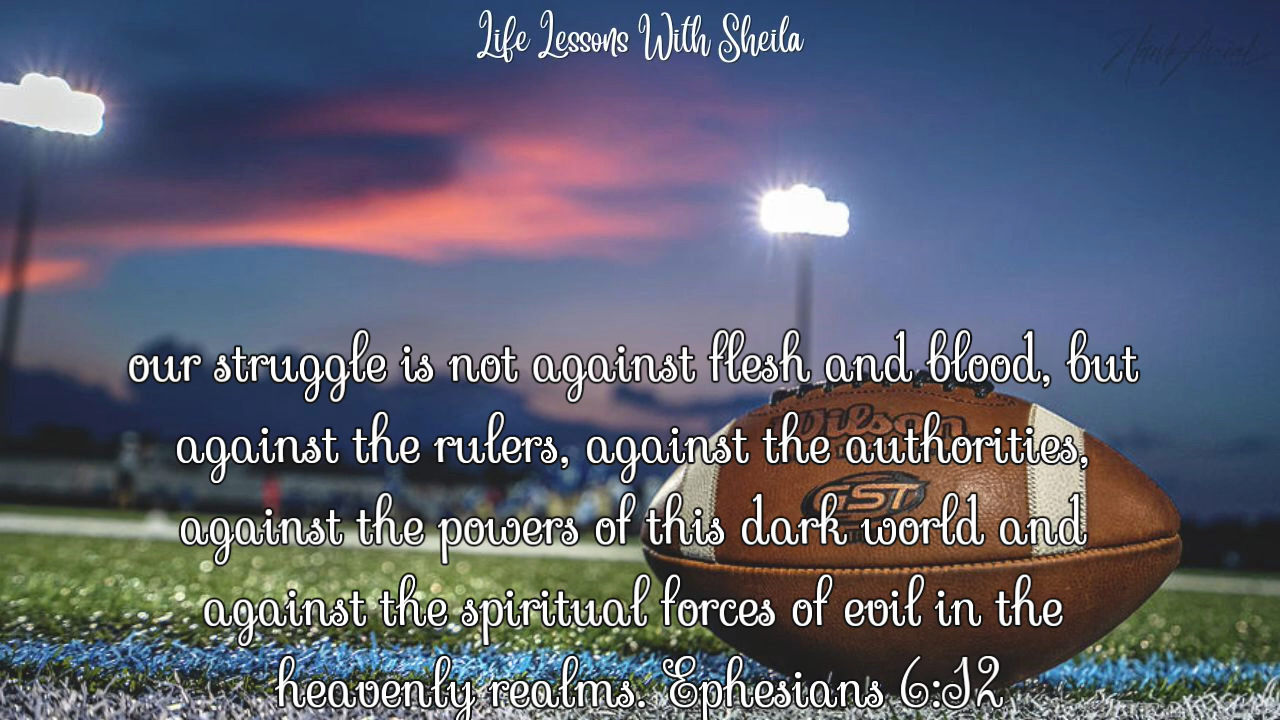 Life Lessons With Sheila
our struggle is not against flesh and blood, but
against the rulers, against the authorities,
Wilson
GST
against the powers of this dark world and
against the spiritual forces of evil in the
heavenly realms. Ephesians 6:12